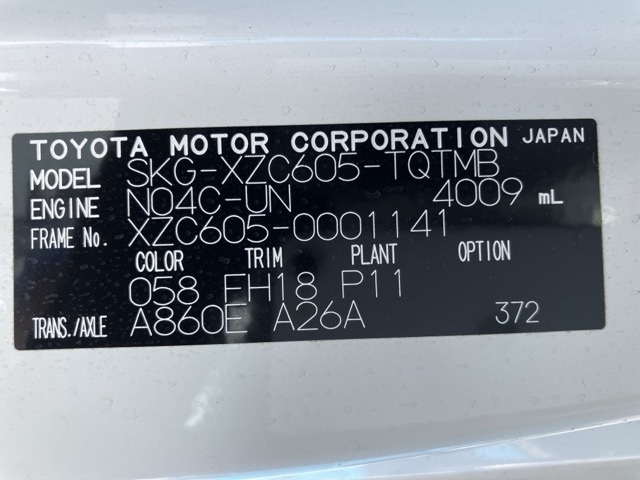 TOYOTA MOTOR CORPORATION JAPAN
MODEL SKG-XZC605-TQTMB
ENGINE N04C-UN 4009 mL
FRAME No. XZC605-0001141
COLOR TRIM PLANT OPTION
058 FH18 P11
TRANS./AXLE A860E A26A 372